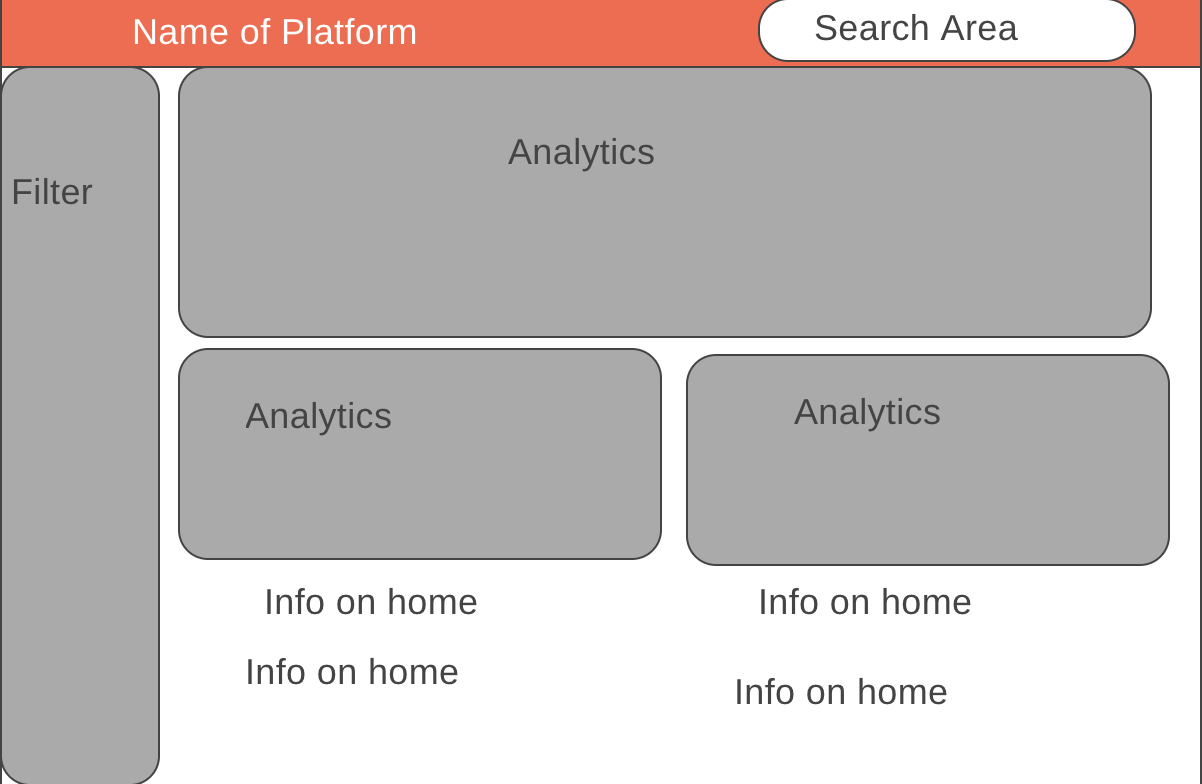 Name of Platform
Search Area
Filter
Analytics
Analytics
Analytics
Info on home
Info on home
Info on home
Info on home